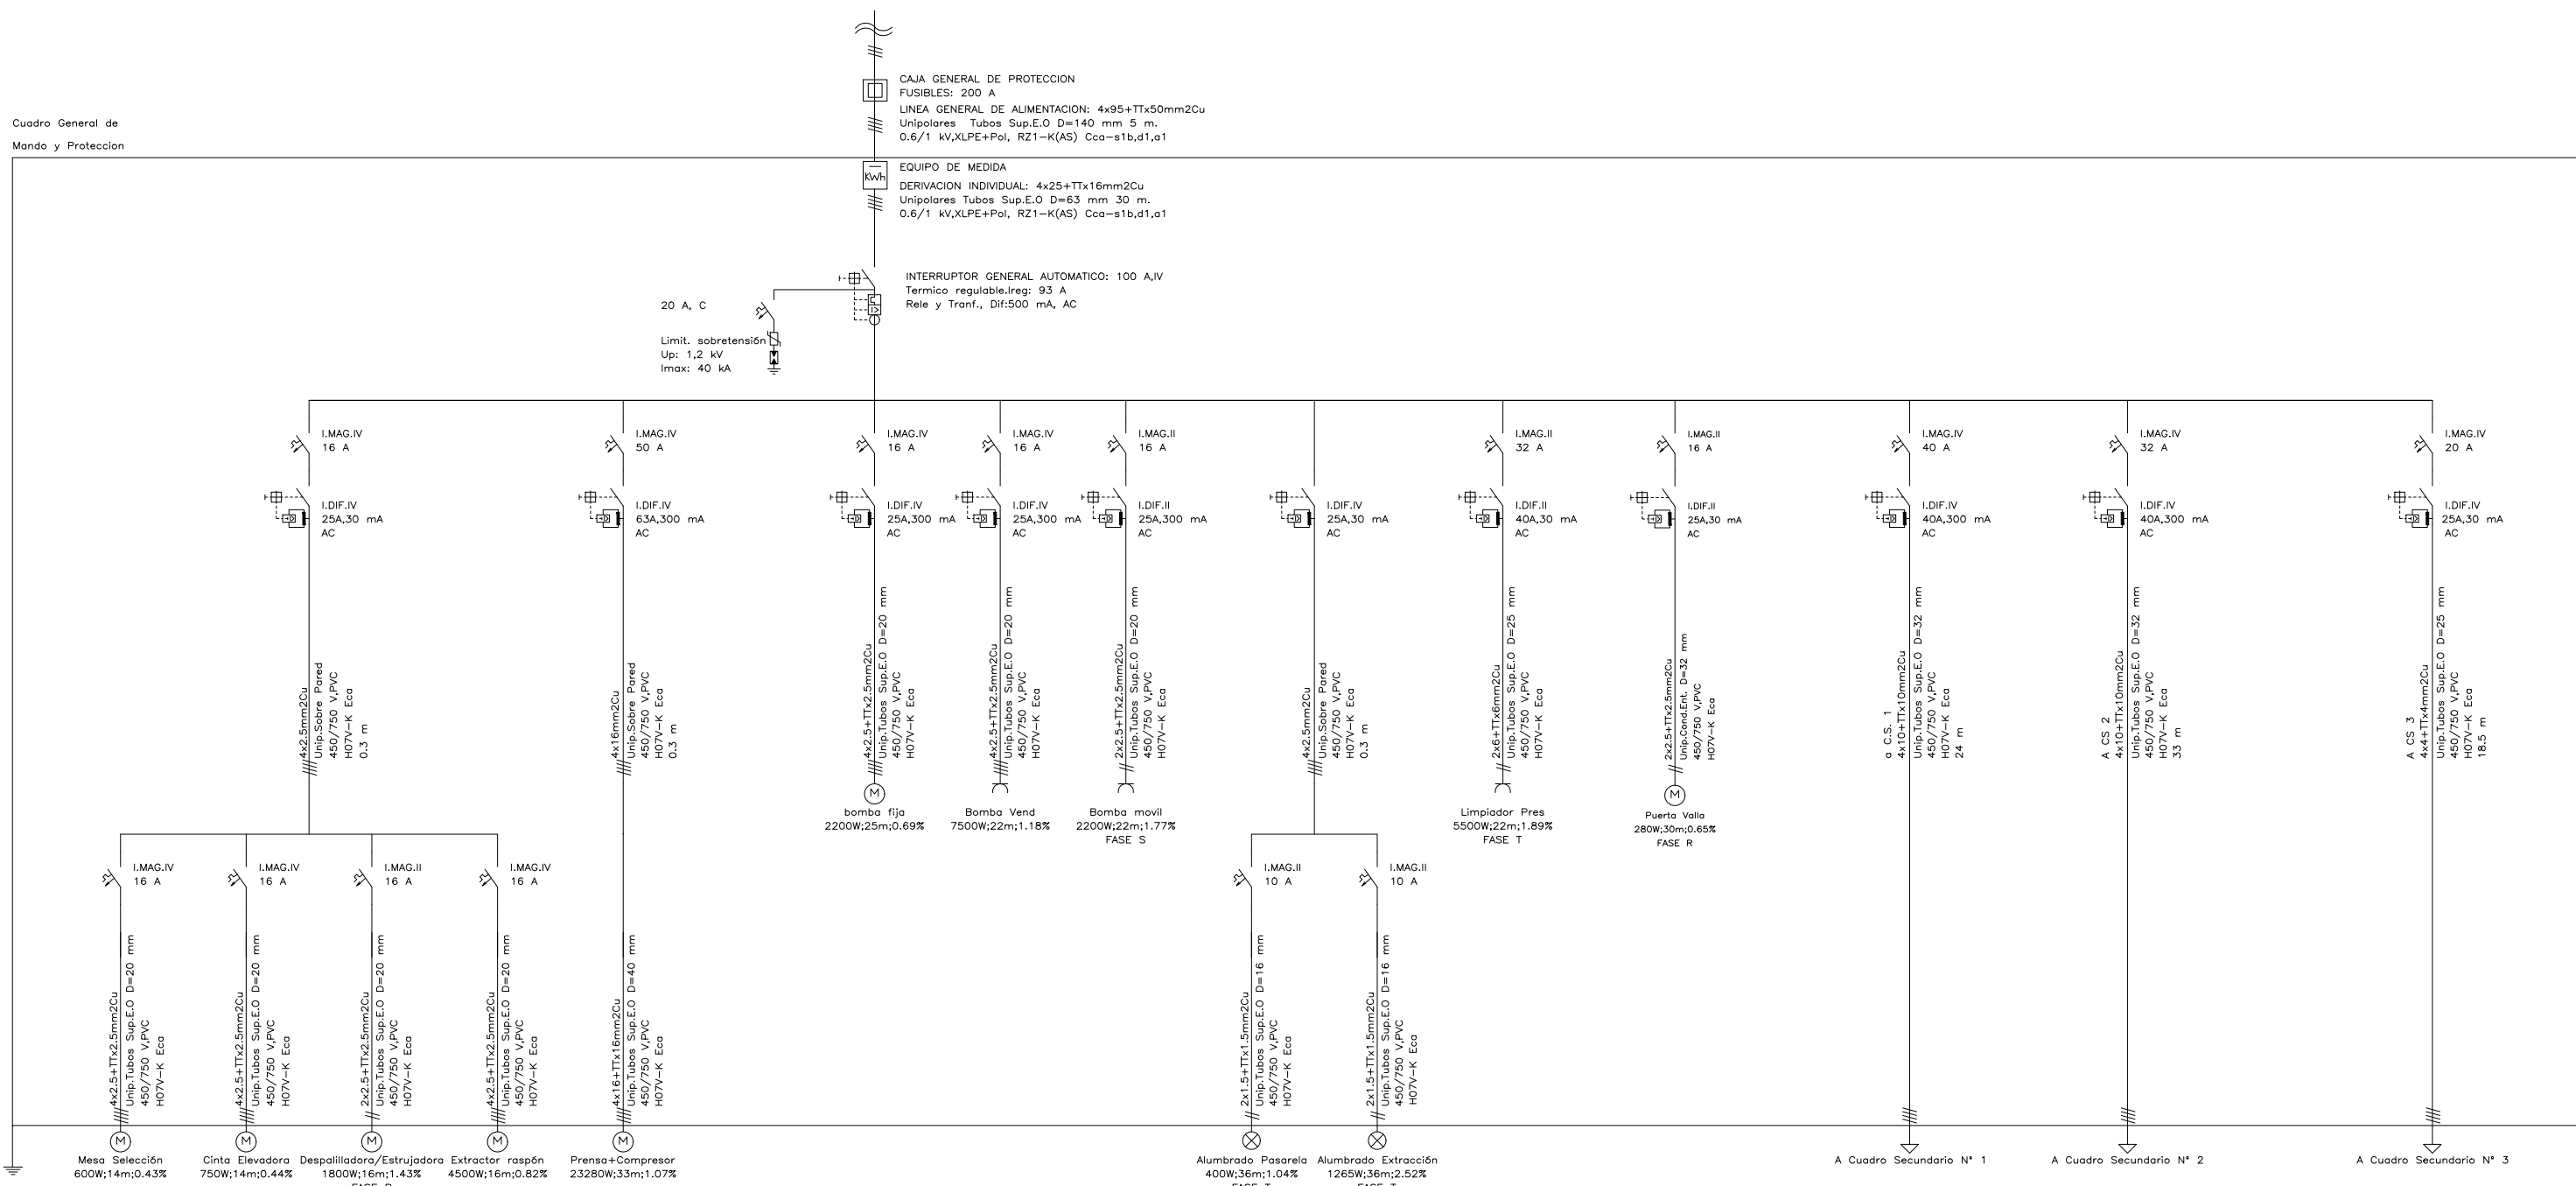 CAJA GENERAL DE PROTECCION
FUSIBLES: 200 A
LINEA GENERAL DE ALIMENTACION: 4x95+TTx50mm2Cu
Unipolares Tubos Sup.E.O D=140 mm 5 m.
0.6/1 kV,XLPE+Pol, RZ1-K(AS) Cca-s1b,d1,a1
Cuadro General de
Mando y Proteccion
KWh
EQUIPO DE MEDIDA
DERIVACION INDIVIDUAL: 4x25+TTx16mm2Cu
Unipolares Tubos Sup.E.O D=63 mm 30 m.
0.6/1 kV,XLPE+Pol, RZ1-K(AS) Cca-s1b,d1,a1
INTERRUPTOR GENERAL AUTOMATICO: 100 A,IV
Termico regulable.Ireg: 93 A
Rele y Tranf., Dif:500 mA, AC
I>
20 A, C
Limit. sobretensión
Up: 1,2 kV
Imax: 40 kA
I.MAG.IV
16 A
I.DIF.IV
25A,30 mA
AC
4x2.5mm2Cu
Unip.Sobre Pared
450/750 V,PVC
H07V-K Eca
0.3 m
I.MAG.IV
50 A
I.DIF.IV
63A,300 mA
AC
4x16mm2Cu
Unip.Sobre Pared
450/750 V,PVC
H07V-K Eca
0.3 m
I.MAG.IV
16 A
I.DIF.IV
25A,300 mA
AC
4x2.5+TTx2.5mm2Cu
Unip.Tubos Sup.E.O D=20 mm
450/750 V,PVC
H07V-K Eca
M
bomba fija
2200W;25m;0.69%
I.MAG.IV
16 A
I.DIF.IV
25A,300 mA
AC
4x2.5+TTx2.5mm2Cu
Unip.Tubos Sup.E.O D=20 mm
450/750 V,PVC
H07V-K Eca
Bomba Vend
7500W;22m;1.18%
I.MAG.II
16 A
I.DIF.II
25A,300 mA
AC
2x2.5+TTx2.5mm2Cu
Unip.Tubos Sup.E.O D=20 mm
450/750 V,PVC
H07V-K Eca
Bomba movil
2200W;22m;1.77%
FASE S
I.DIF.IV
25A,30 mA
AC
4x2.5mm2Cu
Unip.Sobre Pared
450/750 V,PVC
H07V-K Eca
0.3 m
I.MAG.II
32 A
I.DIF.II
40A,30 mA
AC
2x6+TTx6mm2Cu
Unip.Tubos Sup.E.O D=25 mm
450/750 V,PVC
H07V-K Eca
Limpiador Pres
5500W;22m;1.89%
FASE T
I.MAG.II
16 A
I.DIF.II
25A,30 mA
AC
2x2.5+TTx2.5mm2Cu
Unip.Cond.Ent. D=32 mm
450/750 V,PVC
H07V-K Eca
M
Puerta Valla
280W;30m;0.65%
FASE R
I.MAG.IV
40 A
I.DIF.IV
40A,300 mA
AC
a C.S. 1
4x10+TTx10mm2Cu
Unip.Tubos Sup.E.O D=32 mm
450/750 V,PVC
H07V-K Eca
24 m
I.MAG.IV
32 A
I.DIF.IV
40A,300 mA
AC
A CS 2
4x10+TTx10mm2Cu
Unip.Tubos Sup.E.O D=32 mm
450/750 V,PVC
H07V-K Eca
33 m
I.MAG.IV
20 A
I.DIF.IV
25A,30 mA
AC
A CS 3
4x4+TTx4mm2Cu
Unip.Tubos Sup.E.O D=25 mm
450/750 V,PVC
H07V-K Eca
18.5 m
I.MAG.IV
16 A
4x2.5+TTx2.5mm2Cu
Unip.Tubos Sup.E.O D=20 mm
450/750 V,PVC
H07V-K Eca
M
Mesa Selección
600W;14m;0.43%
I.MAG.IV
16 A
4x2.5+TTx2.5mm2Cu
Unip.Tubos Sup.E.O D=20 mm
450/750 V,PVC
H07V-K Eca
M
Cinta Elevadora
750W;14m;0.44%
I.MAG.II
16 A
2x2.5+TTx2.5mm2Cu
Unip.Tubos Sup.E.O D=20 mm
450/750 V,PVC
H07V-K Eca
M
Despalilladora/Estrujadora
1800W;16m;1.43%
I.MAG.IV
16 A
4x2.5+TTx2.5mm2Cu
Unip.Tubos Sup.E.O D=20 mm
450/750 V,PVC
H07V-K Eca
M
Extractor raspón
4500W;16m;0.82%
4x16+TTx16mm2Cu
Unip.Tubos Sup.E.O D=40 mm
450/750 V,PVC
H07V-K Eca
M
Prensa+Compresor
23280W;33m;1.07%
I.MAG.II
10 A
2x1.5+TTx1.5mm2Cu
Unip.Tubos Sup.E.O D=16 mm
450/750 V,PVC
H07V-K Eca
Alumbrado Pasarela
400W;36m;1.04%
I.MAG.II
10 A
2x1.5+TTx1.5mm2Cu
Unip.Tubos Sup.E.O D=16 mm
450/750 V,PVC
H07V-K Eca
Alumbrado Extracción
1265W;36m;2.52%
A Cuadro Secundario Nº 1
A Cuadro Secundario Nº 2
A Cuadro Secundario Nº 3